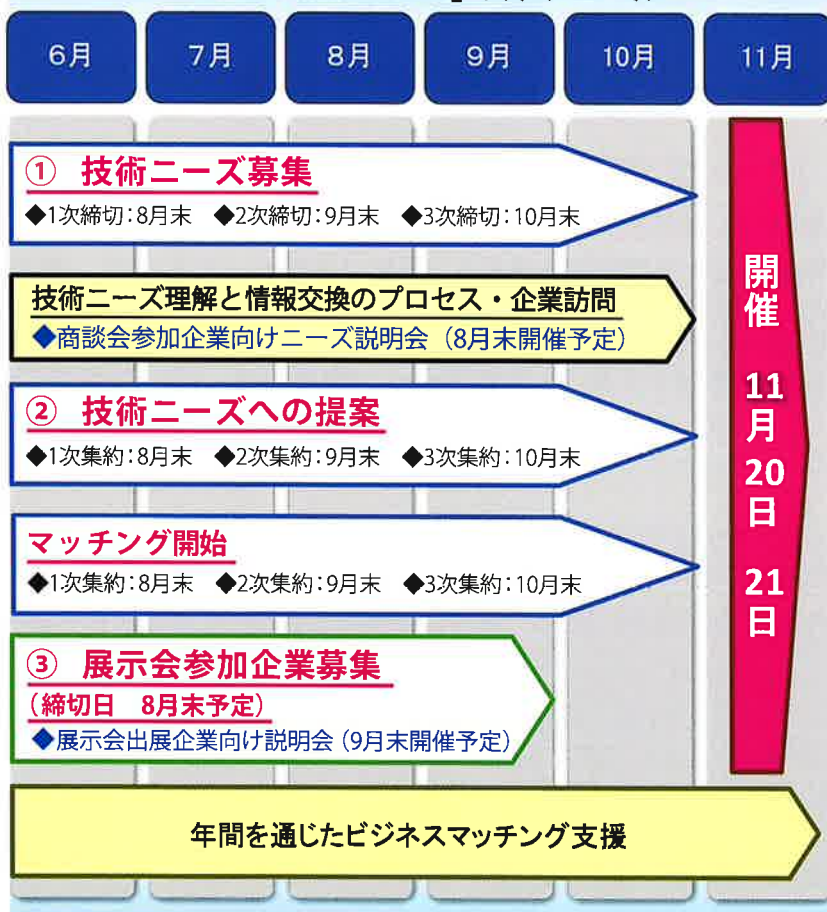 6月
7月
8月
9月
10月
11月
① 技術ニーズ募集
◆1次締切：8月末 ◆2次締切：9月末 ◆3次締切：10月末
技術ニーズ理解と情報交換のプロセス・企業訪問
◆商談会参加企業向けニーズ説明会（8月末開催予定）
② 技術ニーズへの提案
◆1次集約：8月末 ◆2次集約：9月末 ◆3次集約：10月末
マッチング開始
◆1次集約：8月末 ◆2次集約：9月末 ◆3次集約：10月末
③ 展示会参加企業募集
（締切日 8月末予定）
◆展示会出展企業向け説明会（9月末開催予定）
年間を通じたビジネスマッチング支援
開催 11月20日 21日